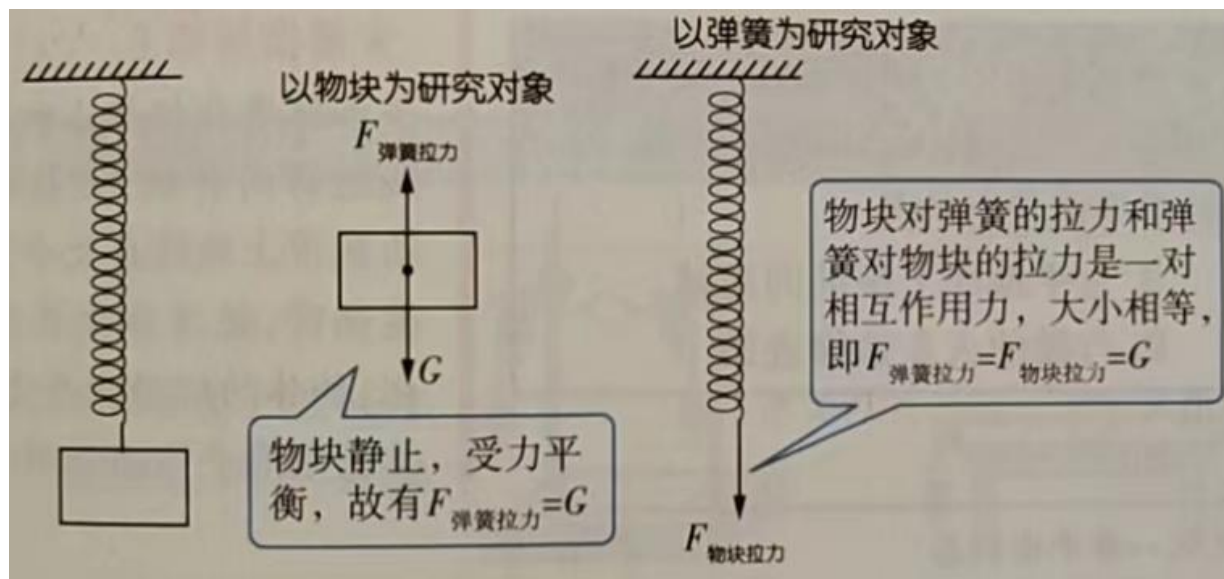 以物块为研究对象
F弹簧拉力
G
物块静止，受力平
衡，故有F弹簧拉力=G
以弹簧为研究对象
物块对弹簧的拉力和弹
簧对物块的拉力是一对
相互作用力，大小相等，
即F弹簧拉力=F物块拉力=G
F物块拉力